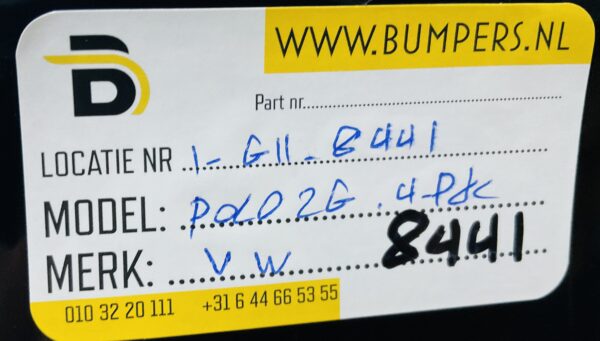 WWW.BUMPERS.NL
Part nr.
LOCATIE NR 1-G11-8441
MODEL: POLO 2G . 4-PDC
MERK: VW 8441
010 32 20 111 +31 6 44 66 53 55